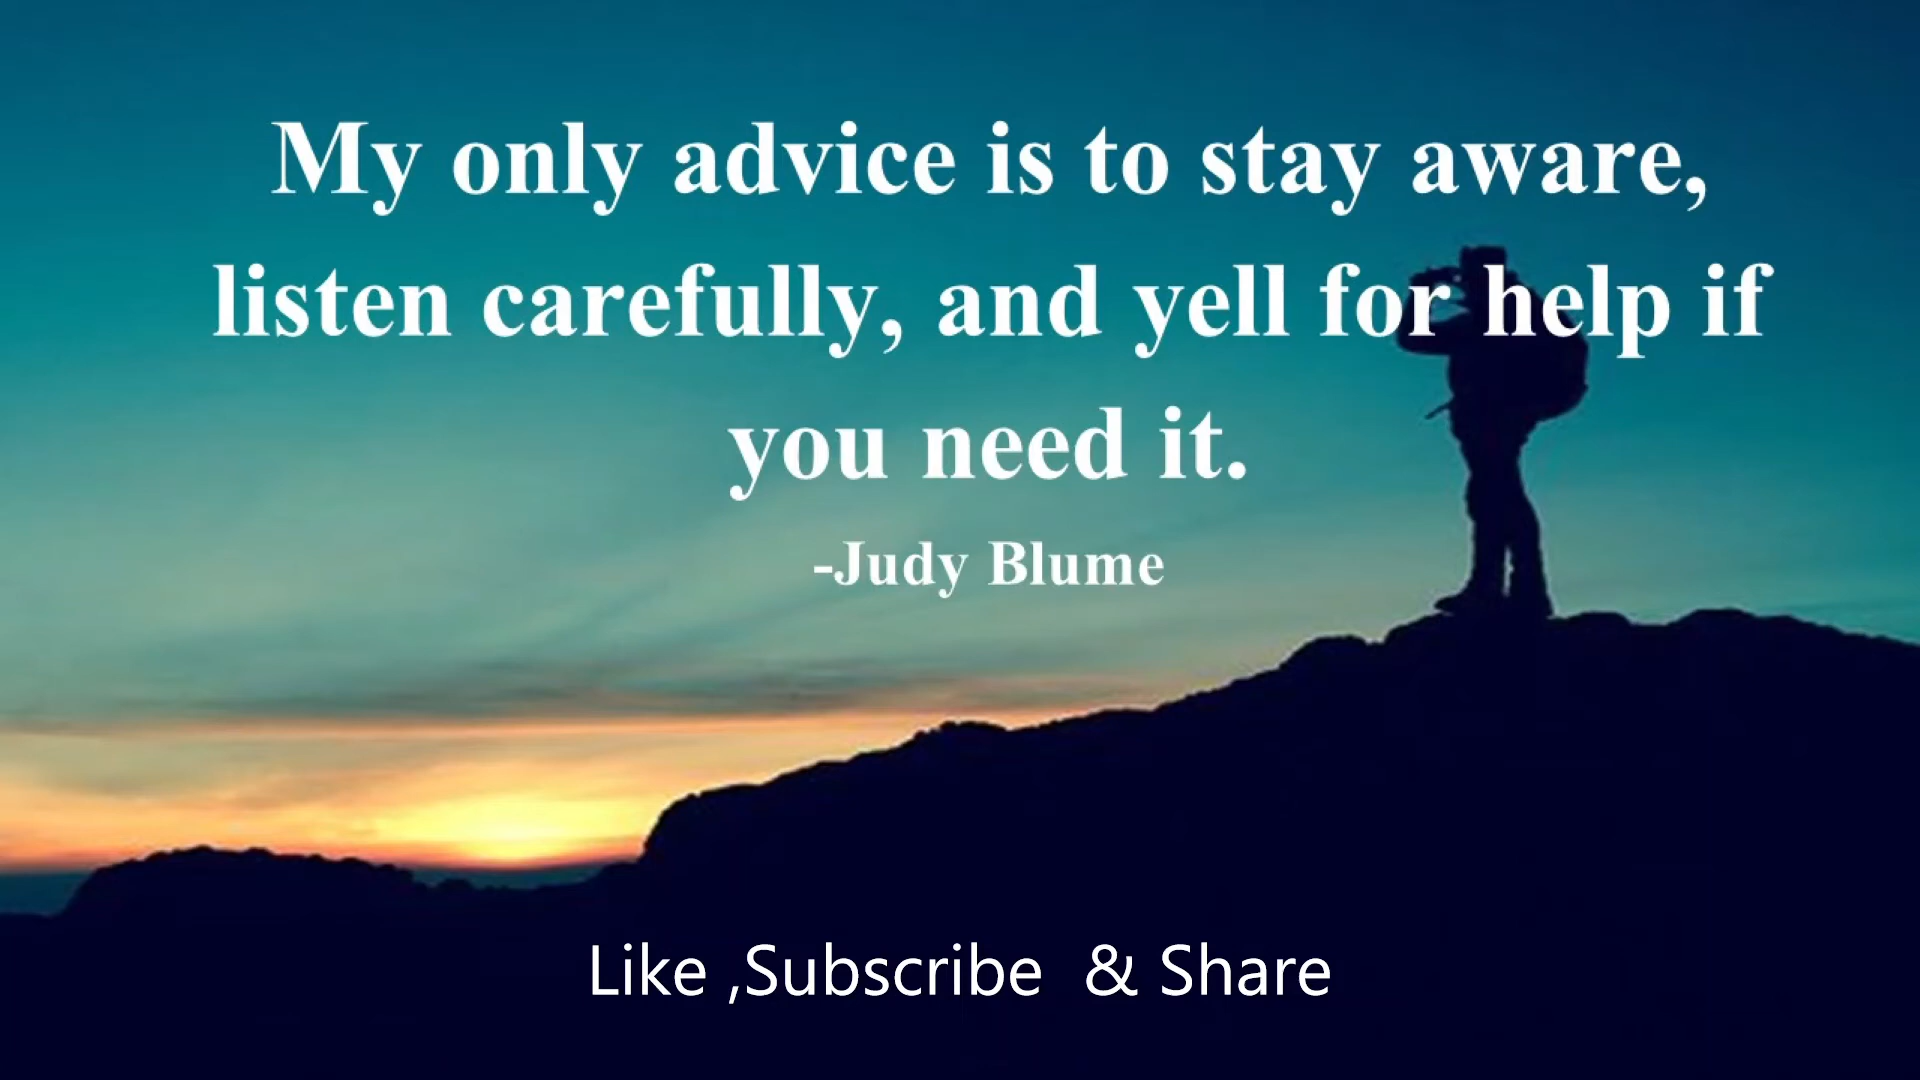 My only advice is to stay aware,
listen carefully, and yell for help if
you need it.
-Judy Blume
Like ,Subscribe  & Share